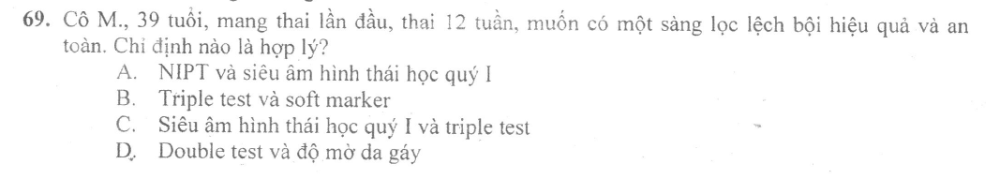 69. Cô M., 39 tuổi, mang thai lần đầu, thai 12 tuần, muốn có một sàng lọc lệch bội hiệu quả và an
toàn. Chỉ định nào là hợp lý?
A. NIPT và siêu âm hình thái học quý I
B. Triple test và soft marker
C. Siêu âm hình thái học quý I và triple test
D. Double test và độ mờ da gáy